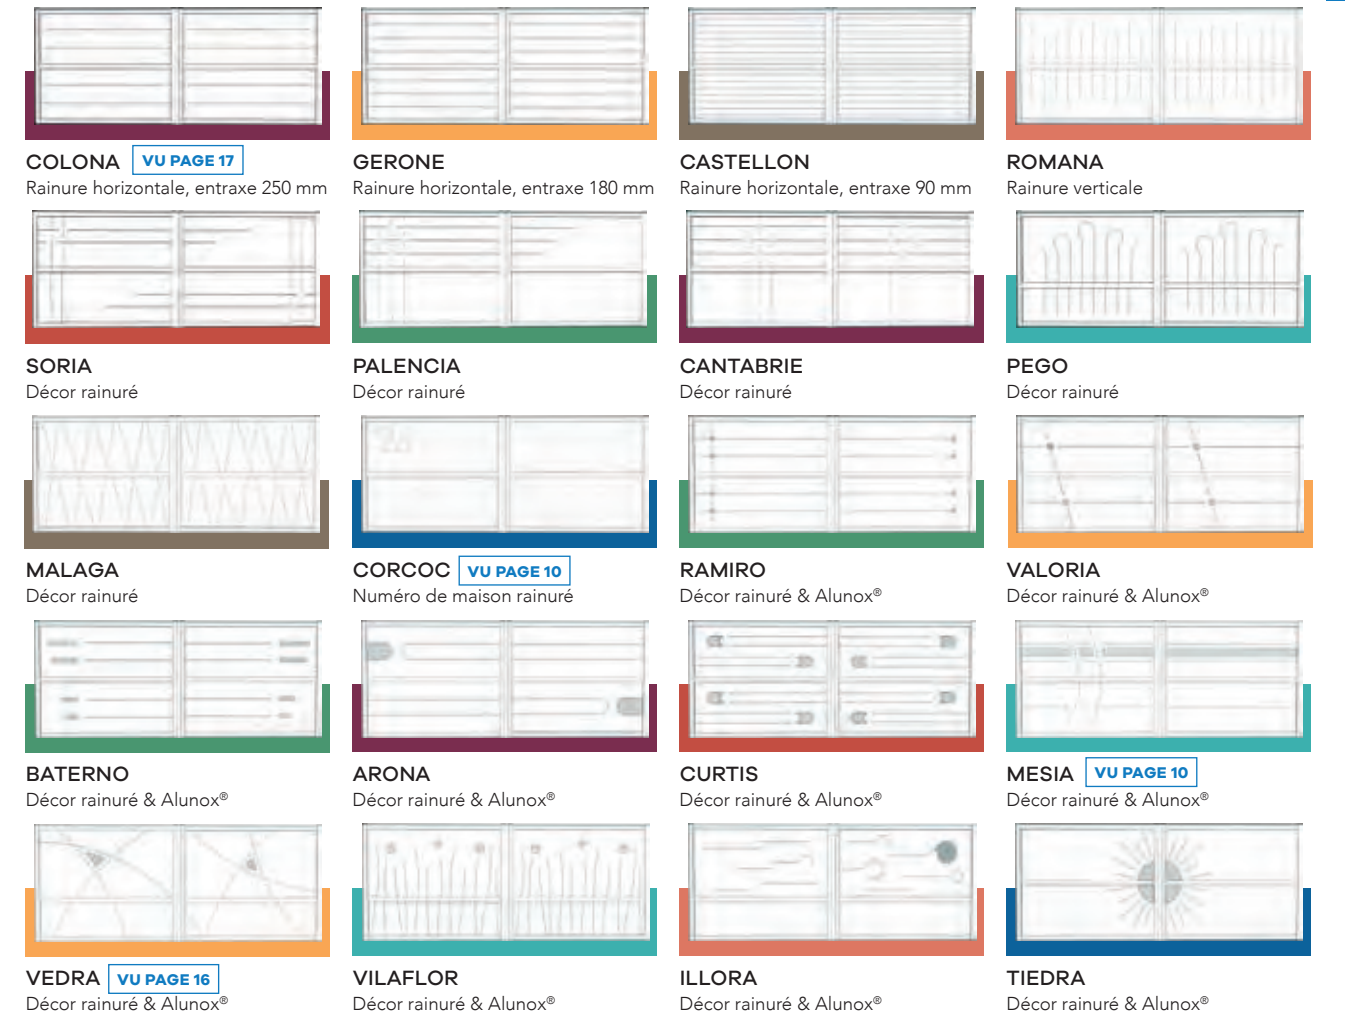 COLONA VU PAGE 17
Rainure horizontale, entraxe 250 mm
GERONE
Rainure horizontale, entraxe 180 mm
CASTELLON
Rainure horizontale, entraxe 90 mm
ROMANA
Rainure verticale
SORIA
Décor rainuré
PALENCIA
Décor rainuré
CANTABRIE
Décor rainuré
PEGO
Décor rainuré
MALAGA
Décor rainuré
CORCOC VU PAGE 10
Numéro de maison rainuré
RAMIRO
Décor rainuré & Alunox®
VALORIA
Décor rainuré & Alunox®
BATERNO
Décor rainuré & Alunox®
ARONA
Décor rainuré & Alunox®
CURTIS
Décor rainuré & Alunox®
MESIA VU PAGE 10
Décor rainuré & Alunox®
VEDRA VU PAGE 16
Décor rainuré & Alunox®
VILAFLOR
Décor rainuré & Alunox®
ILLORA
Décor rainuré & Alunox®
TIEDRA
Décor rainuré & Alunox®